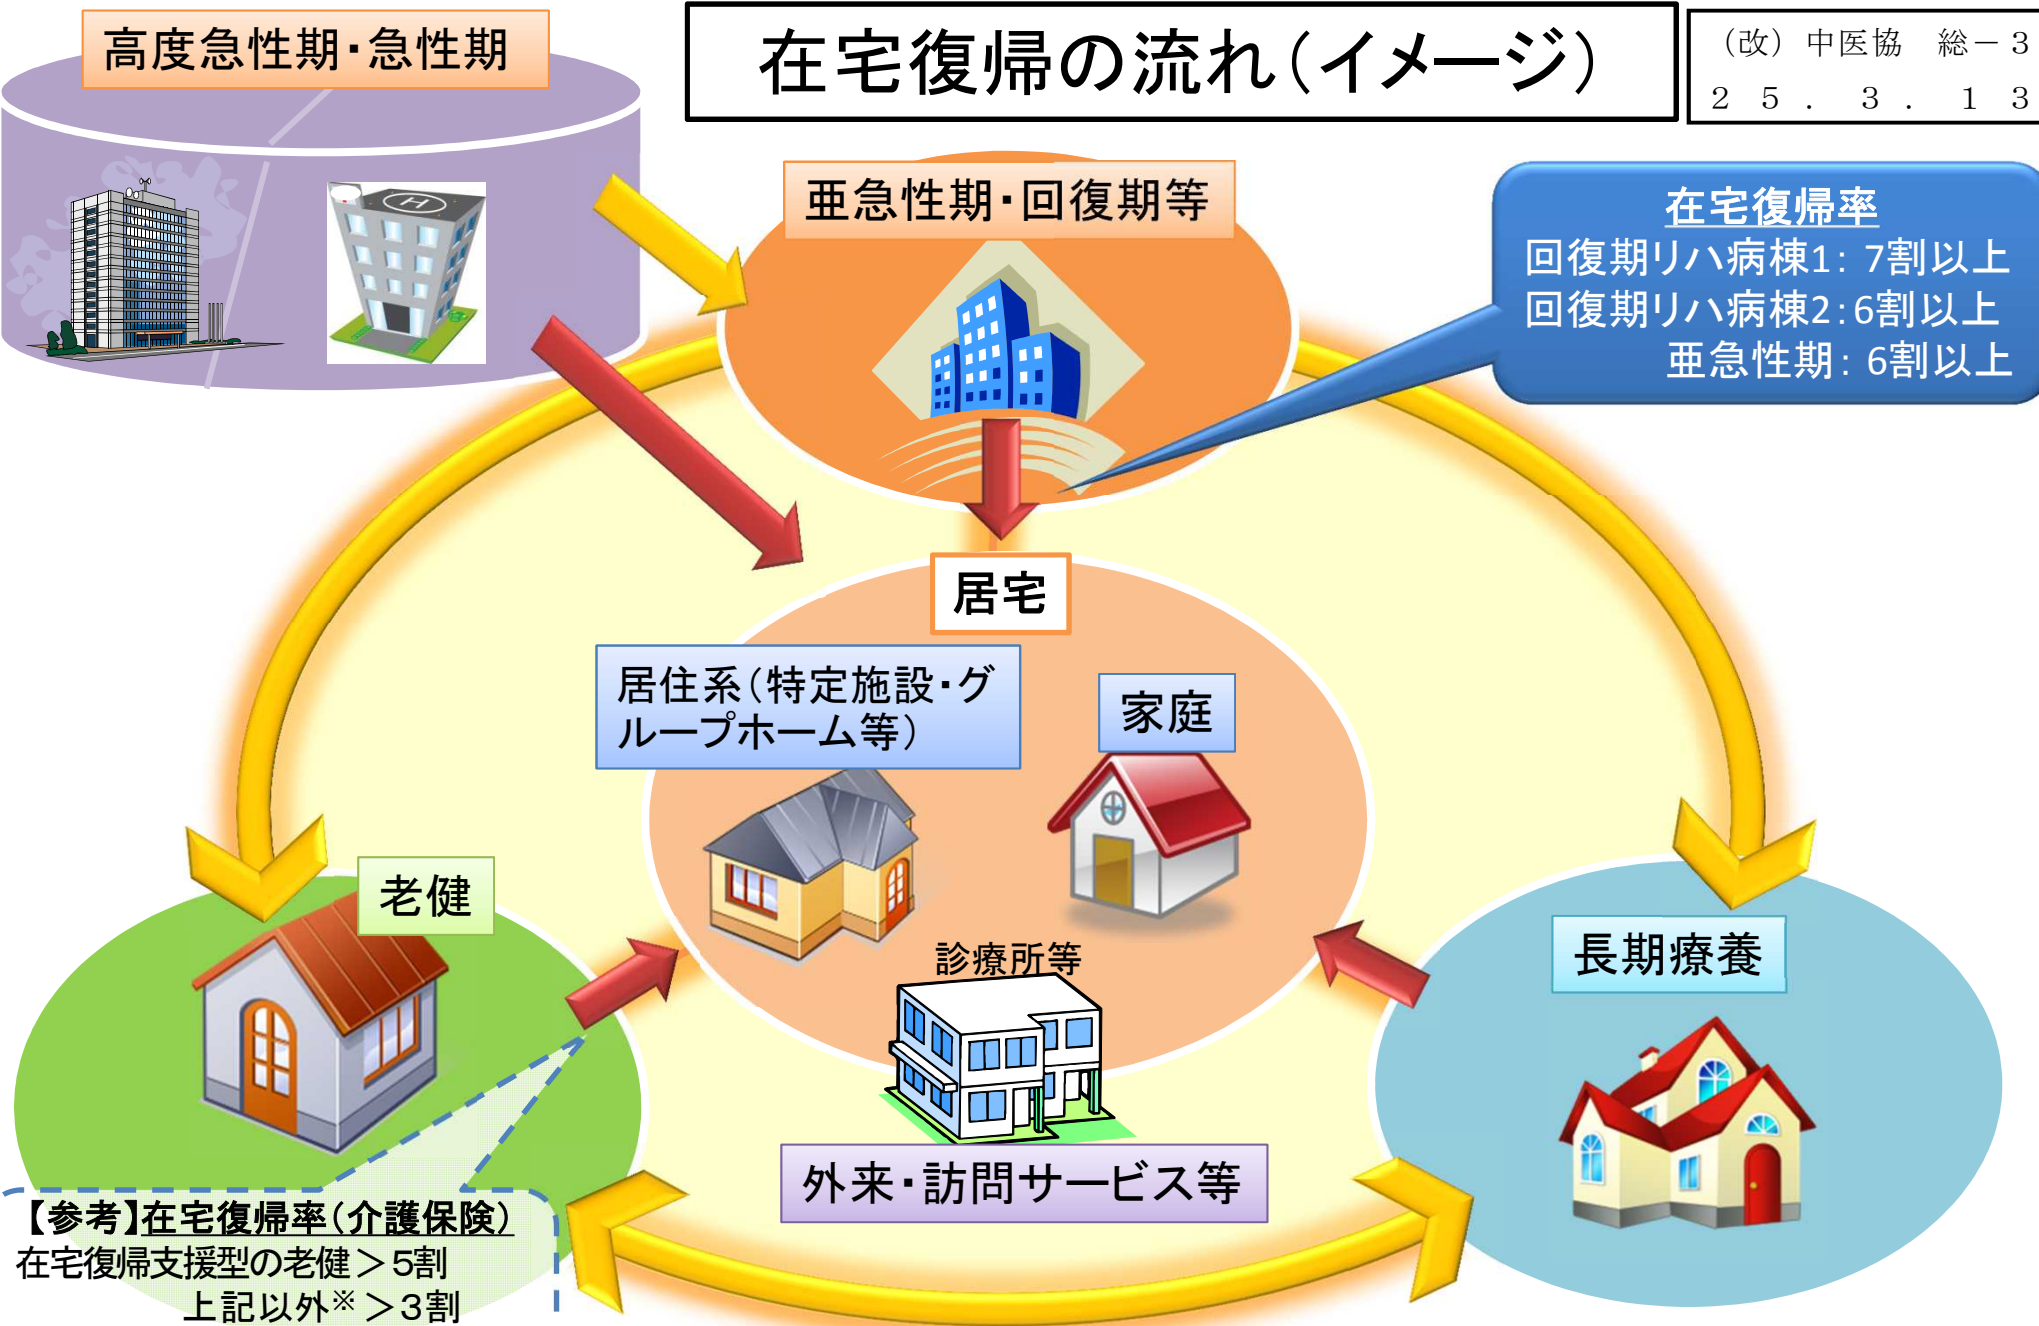 高度急性期・急性期
在宅復帰の流れ（イメージ）
（改）中医協　総－３
２５．３．１３
亜急性期・回復期等
在宅復帰率
回復期リハ病棟1：7割以上
回復期リハ病棟2：6割以上
亜急性期：6割以上
居宅
居住系（特定施設・グ
ループホーム等）
家庭
老健
診療所等
長期療養
外来・訪問サービス等
【参考】在宅復帰率（介護保険）
在宅復帰支援型の老健＞5割
上記以外※＞3割
H